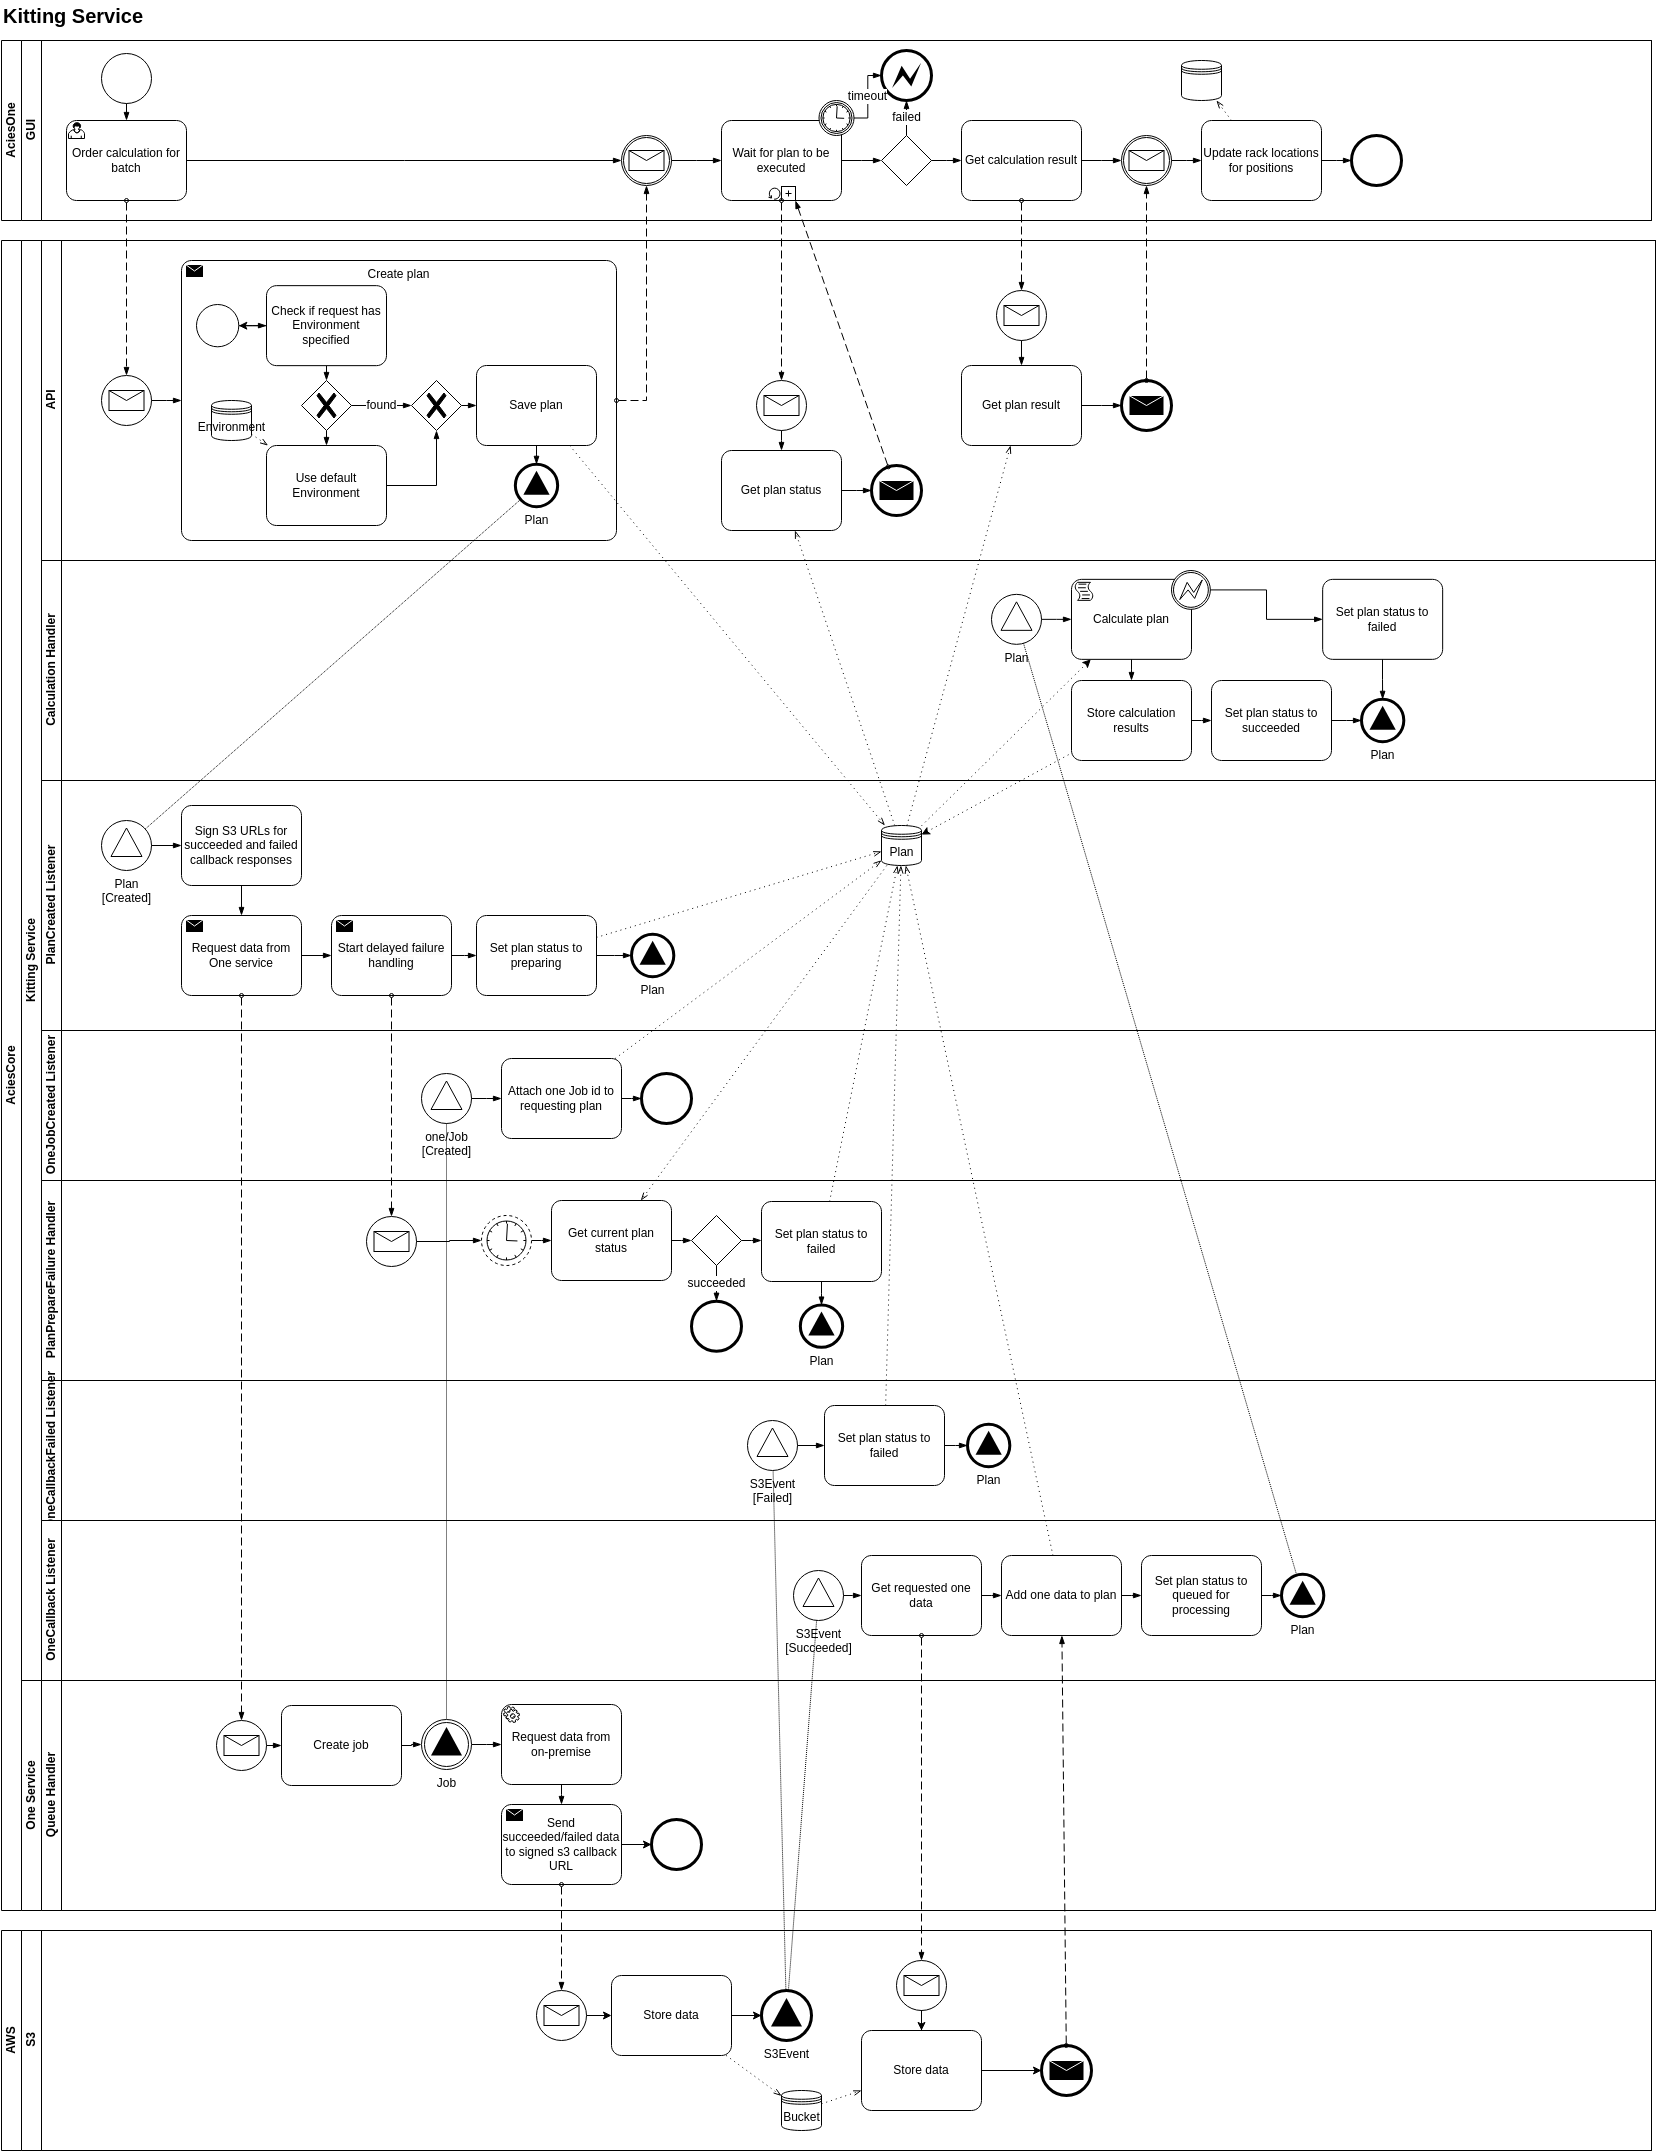 Kitting Service
AciesOne
GUI
Order calculation for
batch
Wait for plan to be
executed
+
timeout
failed
Get calculation result
Update rack locations
for positions
AciesCore
Kitting Service
API
Create plan
Check if request has
Environment
specified
found
Environment
Use default
Environment
Save plan
Plan
Get plan status
Get plan result
Calculation Handler
Plan
Calculate plan
Set plan status to
failed
Store calculation
results
Set plan status to
succeeded
Plan
PlanCreated Listener
Plan
[Created]
Sign S3 URLs for
succeeded and failed
callback responses
Plan
Request data from
One service
Start delayed failure
handling
Set plan status to
preparing
Plan
OneJobCreated Listener
one/Job
[Created]
Attach one Job id to
requesting plan
PlanPrepareFailure Handler
Get current plan
status
succeeded
Set plan status to
failed
Plan
neCallbackFailed Listener
S3Event
[Failed]
Set plan status to
failed
Plan
OneCallback Listener
S3Event
[Succeeded]
Get requested one
data
Add one data to plan
Set plan status to
queued for
processing
Plan
One Service
Queue Handler
Create job
Job
Request data from
on-premise
Send
succeeded/failed data
to signed s3 callback
URL
AWS
S3
Store data
S3Event
Bucket
Store data